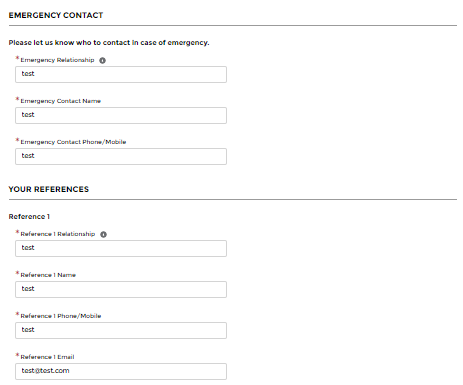 EMERGENCY CONTACT
Please let us know who to contact in case of emergency.
*Emergency Relationship
test
*Emergency Contact Name
test
*Emergency Contact Phone/Mobile
test
YOUR REFERENCES
Reference 1
*Reference 1 Relationship
test
*Reference 1 Name
test
*Reference 1 Phone/Mobile
test
*Reference 1 Email
test@test.com